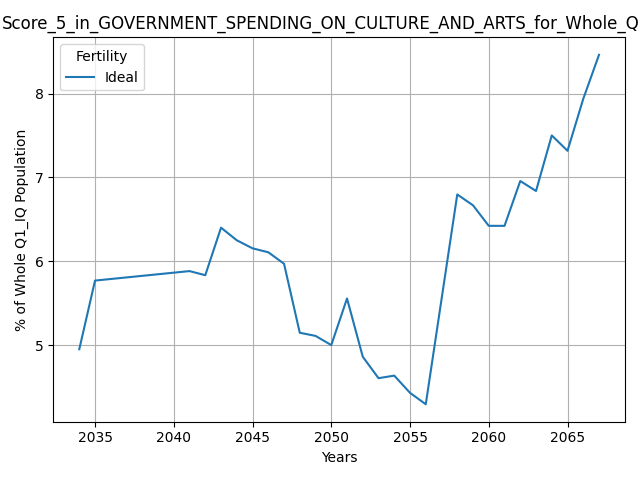 Score_5_in_GOVERNMENT_SPENDING_ON_CULTURE_AND_ARTS_for_Whole_Q
Fertility
Ideal
% of Whole Q1_IQ Population
8
7
6
5
2035 2040 2045 2050 2055 2060 2065
Years